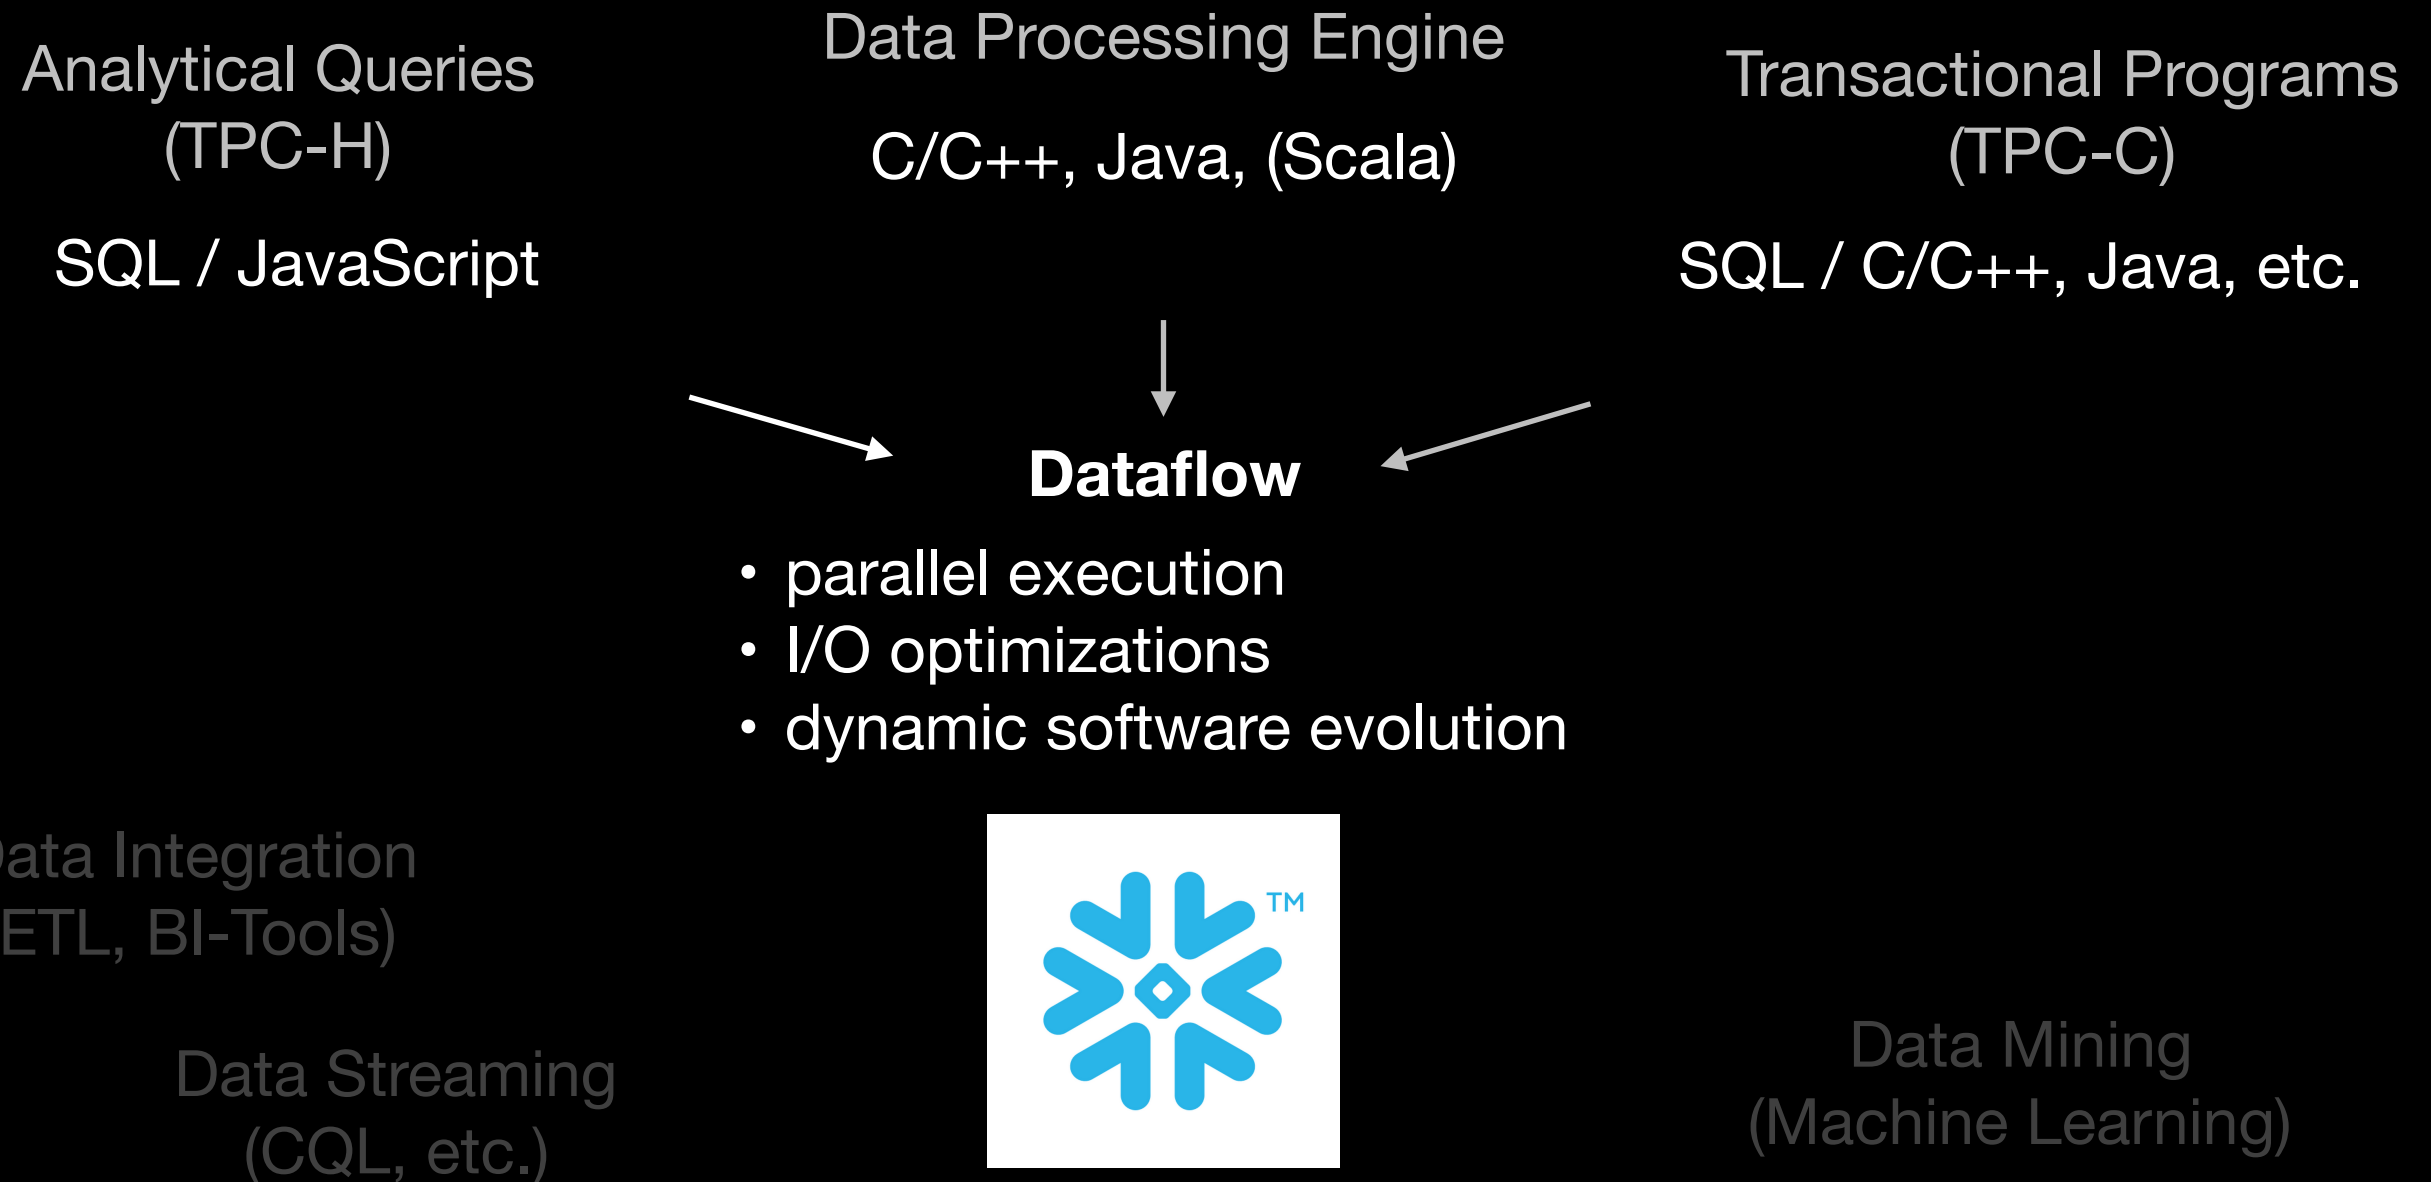 Analytical Queries
(TPC-H)
SQL / JavaScript
Data Processing Engine
C/C++, Java, (Scala)
Transactional Programs
(TPC-C)
SQL / C/C++, Java, etc.
Dataflow
• parallel execution
• I/O optimizations
• dynamic software evolution
Data Integration
ETL, BI-Tools)
Data Streaming
(CQL, etc.)
TM
Data Mining
(Machine Learning)